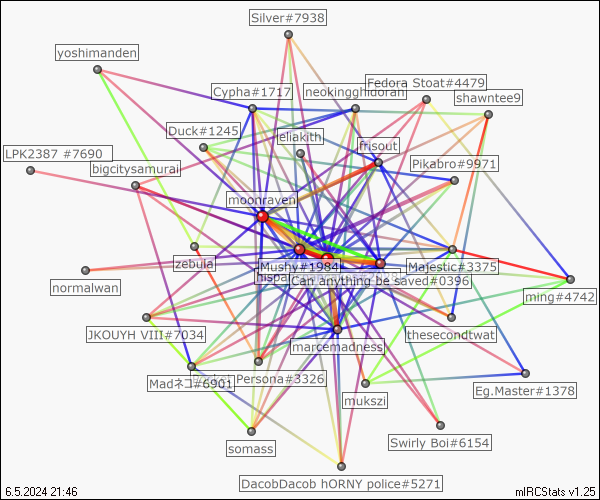 Silver#7938
yoshimanden
Fedora Stoat#4479
Cypha#1717
neokingghidorah
shawntee9
Duck#1245
eliakith
frisout
LPK2387 #7690
Pikabro#9971
bigcitysamurai
moonraven
zebula
Mushy#1984
Majestic#3375
Can anything be saved#0396
normalwan
ming#4742
JKOUYH VIII#7034
thesecondtwat
marcemadness
Persona#3326
Madネコ#6901
Eg.Master#1378
mukszi
somass
Swirly Boi#6154
DacobDacob hORNY police#5271
6.5.2024 21:46
mIRCStats v1.25